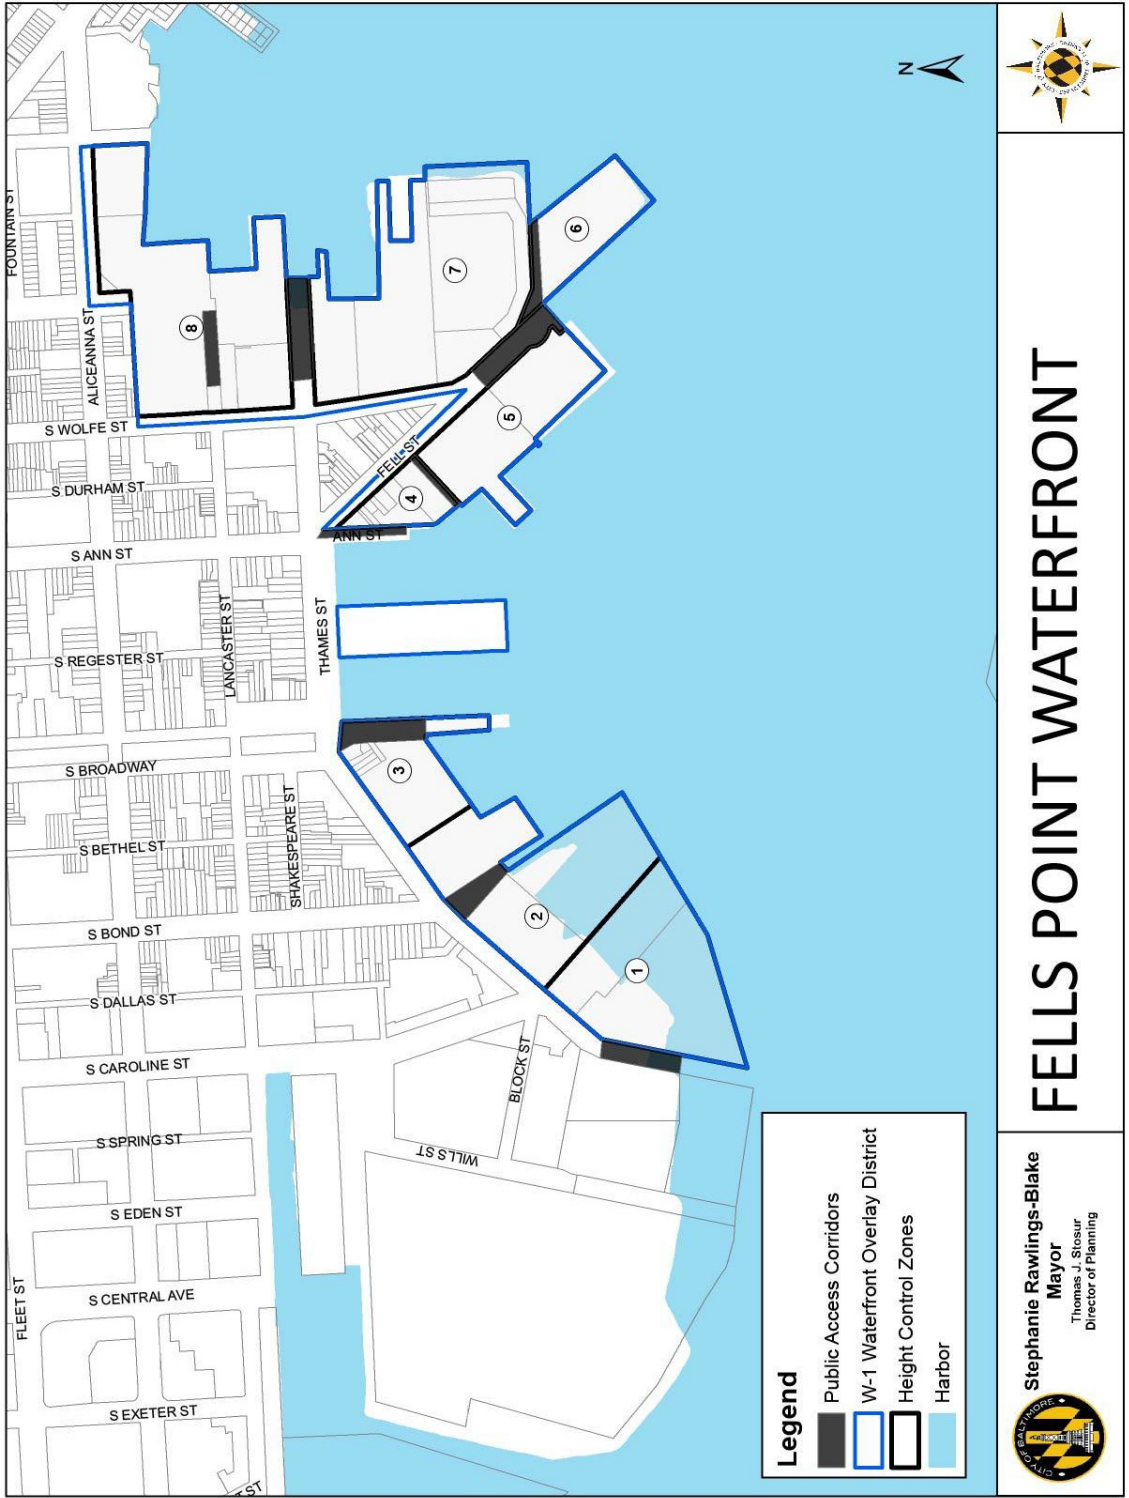 FOUNTAIN ST
ALICEANNA ST
S WOLFE ST
S DURHAM ST
S ANN ST
ANN ST
FELL ST
S REGESTER ST
LANCASTER ST
THAMES ST
S BROADWAY
SHAKESPEARE ST
S BETHEL ST
S BOND ST
S DALLAS ST
S CAROLINE ST
BLOCK ST
WILLS ST
S SPRING ST
S EDEN ST
S CENTRAL AVE
FLEET ST
S EXETER ST
T ST
8
7
6
5
4
3
2
1
N
Legend
Public Access Corridors
W-1 Waterfront Overlay District
Height Control Zones
Harbor
CITY OF BALTIMORE
Stephanie Rawlings-Blake
Mayor
Thomas J. Stosur
Director of Planning
FELLS POINT WATERFRONT